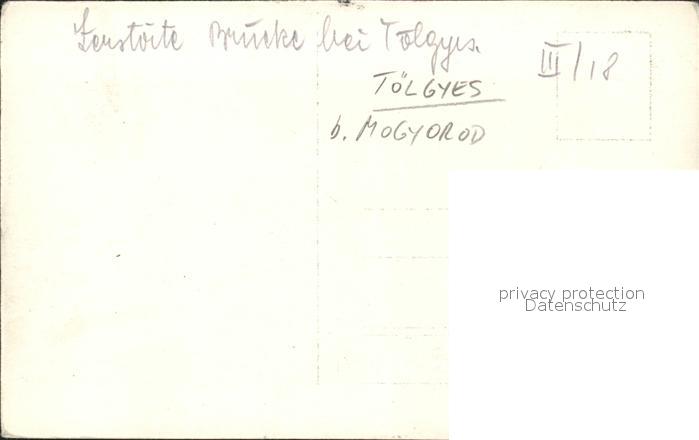 Zerstörte Brücke bei Tölgyes.
III/18
TÖLGYES
b. MOGYOROD
privacy protection
Datenschutz